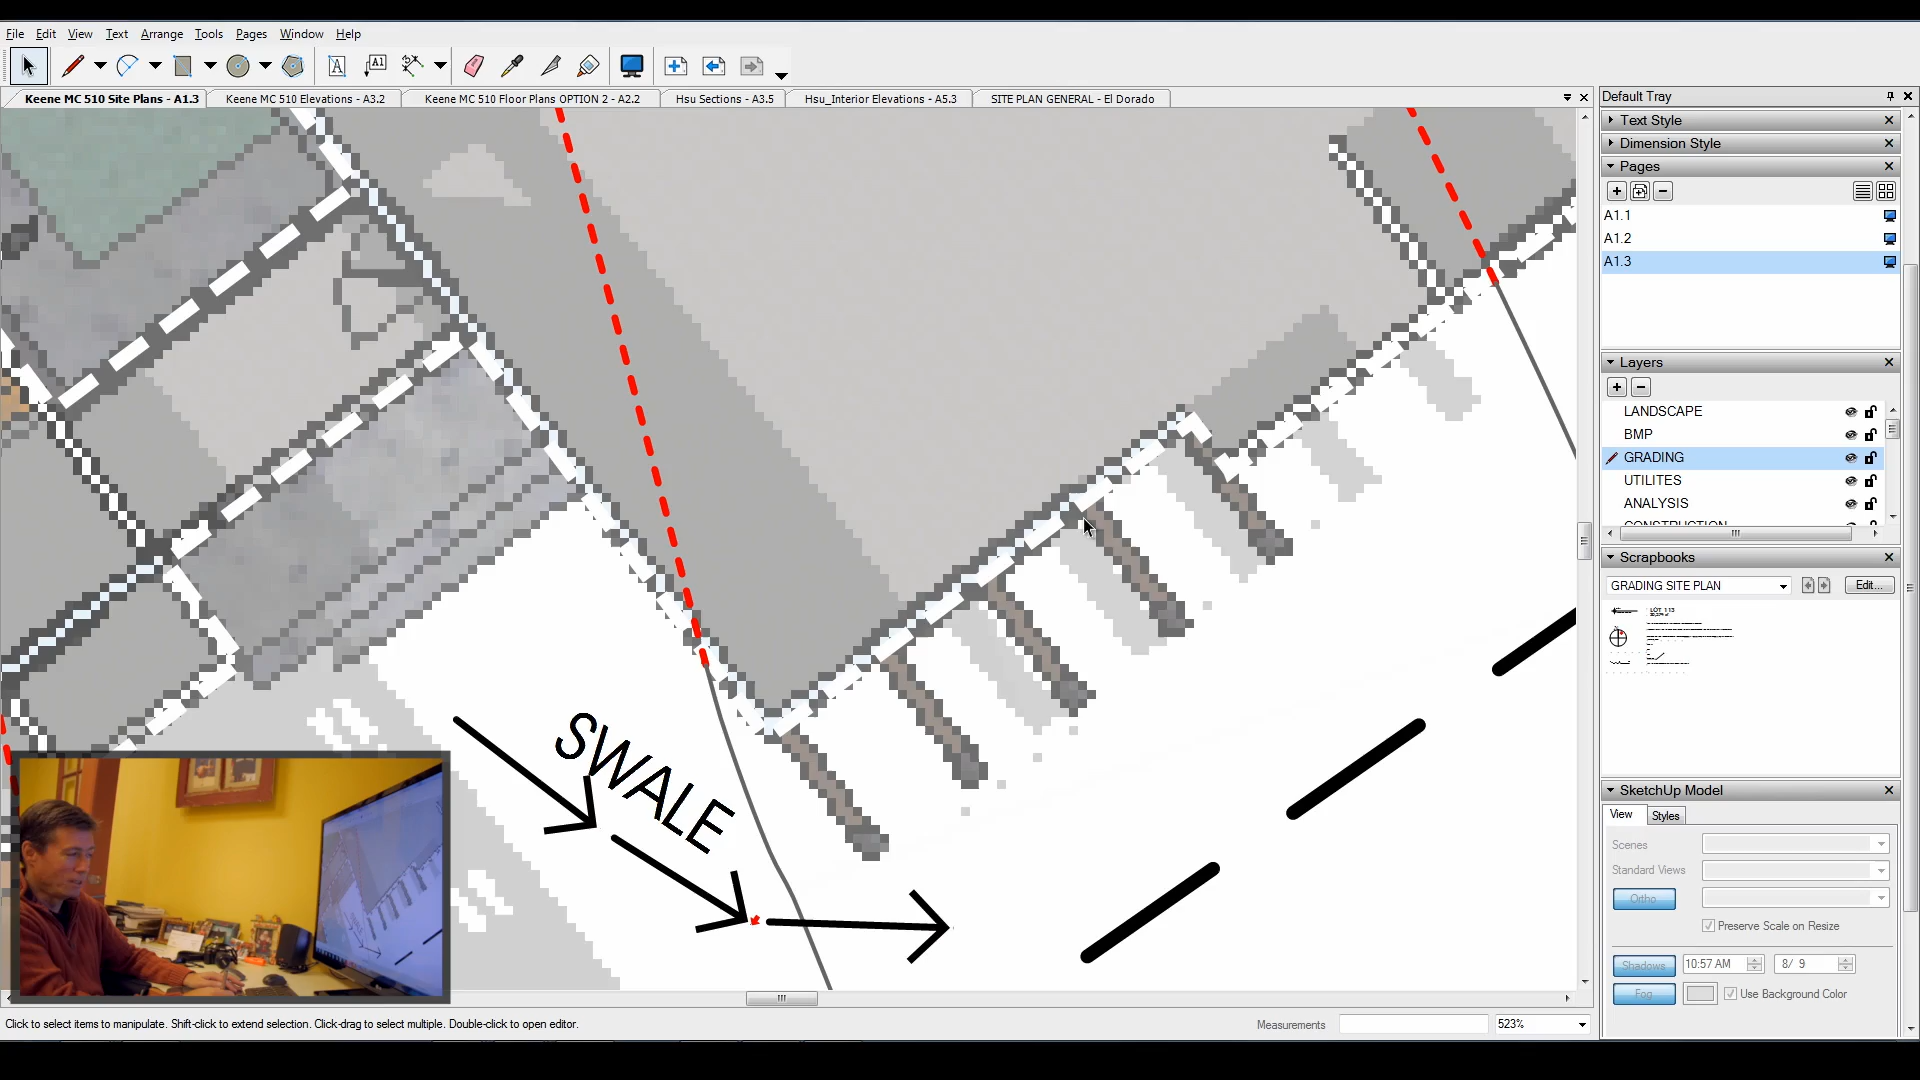 File Edit View Text Arrange Tools Pages Window Help
A1
Keene MC 510 Site Plans - A1.3
Keene MC 510 Elevations - A3.2
Keene MC 510 Floor Plans OPTION 2 - A2.2
Hsu Sections - A3.5
Hsu_Interior Elevations - A5.3
SITE PLAN GENERAL - El Dorado
Default Tray
Text Style
Dimension Style
Pages
A1.1
A1.2
A1.3
Layers
LANDSCAPE
BMP
GRADING
UTILITES
ANALYSIS
CONSTRUCTION
Scrapbooks
GRADING SITE PLAN
Edit...
LOT 113
SketchUp Model
View
Styles
Scenes
Standard Views
Ortho
Preserve Scale on Resize
Shadows
10:57 AM
8/ 9
Fog
Use Background Color
SWALE
Click to select items to manipulate. Shift-click to extend selection. Click-drag to select multiple. Double-click to open editor.
Measurements
523%